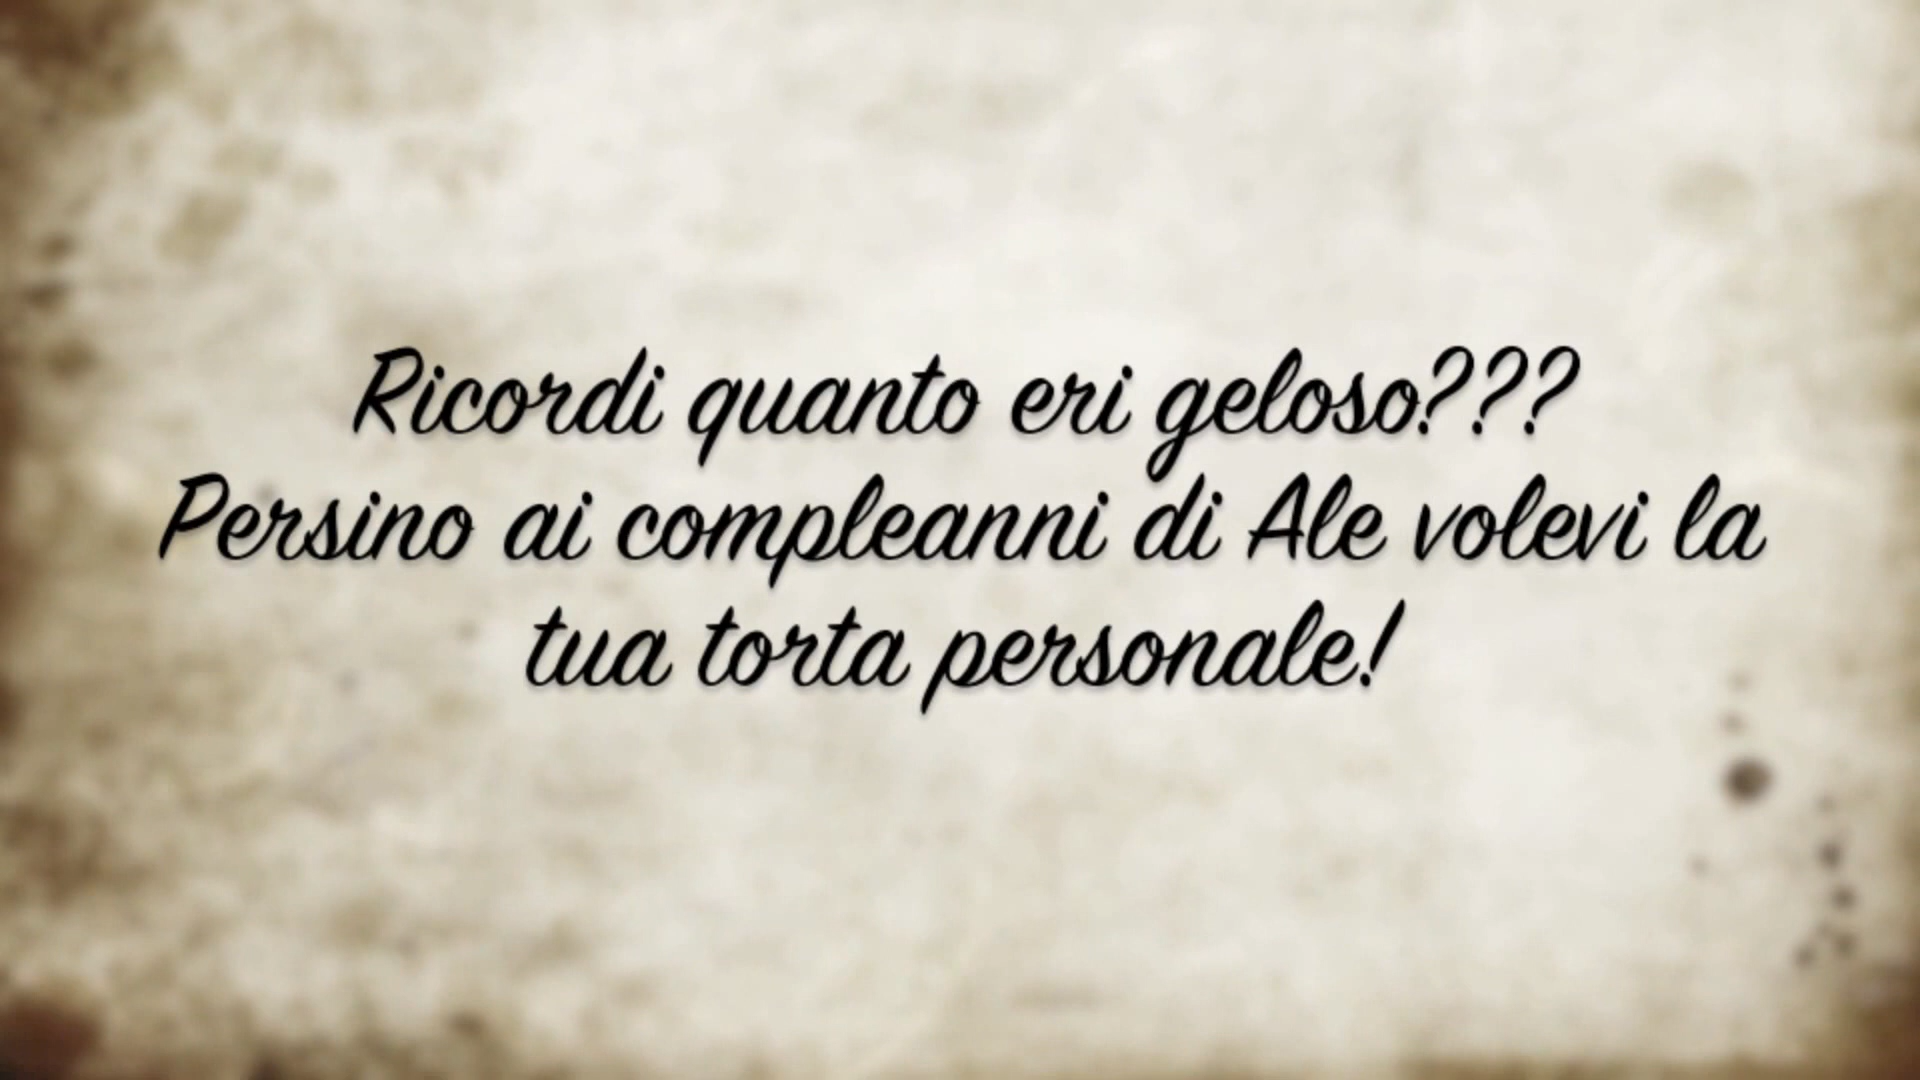 Ricordi quanto eri geloso???
Persino ai compleanni di Ale volevi la
tua torta personale!